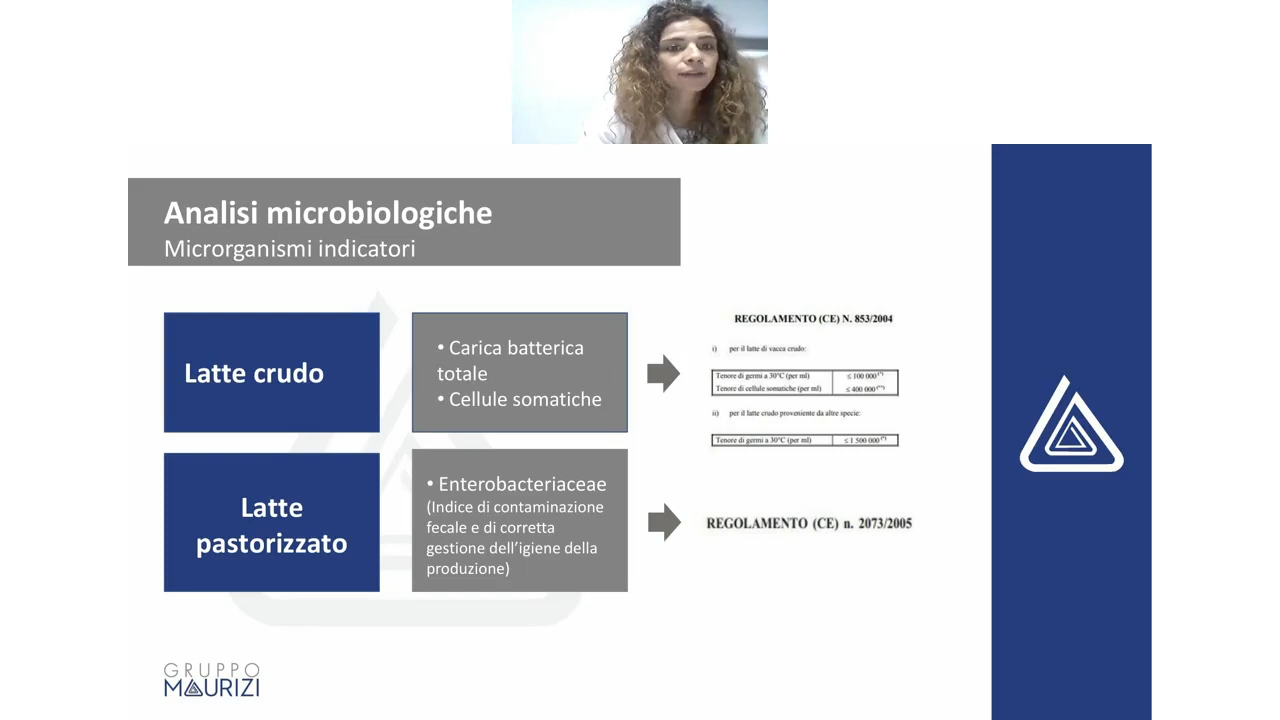 Analisi microbiologiche
Microrganismi indicatori
Latte crudo
• Carica batterica
totale
• Cellule somatiche
REGOLAMENTO (CE) N. 853/2004
i) per il latte di vacca crudo:
Tenore di germi a 30°C (per ml) ≤ 100 000 (*)
Tenore di cellule somatiche (per ml) ≤ 400 000 (**)
ii) per il latte crudo proveniente da altre specie:
Tenore di germi a 30°C (per ml) ≤ 1 500 000 (*)
Latte
pastorizzato
• Enterobacteriaceae
(Indice di contaminazione
fecale e di corretta
gestione dell’igiene della
produzione)
REGOLAMENTO (CE) n. 2073/2005
GRUPPO
MAURIZI